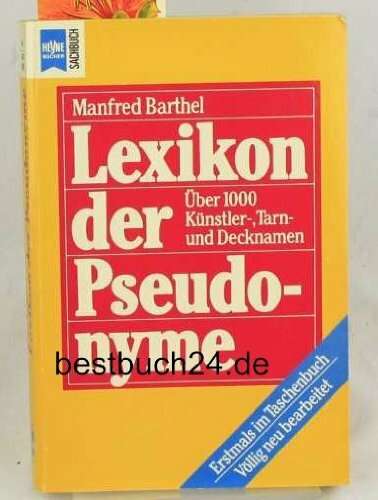 HEYNE
BÜCHER
SACHBUCH
Manfred Barthel
Lexikon
der
Über 1000
Künstler-, Tarn-
und Decknamen
Pseudo-
nyme
bestbuch24.de
Erstmals im Taschenbuch
Völlig neu bearbeitet